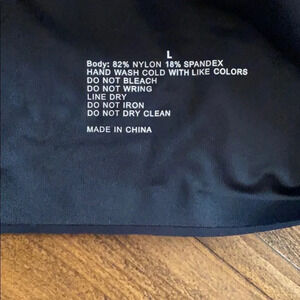 L
Body: 82% NYLON 18% SPANDEX
HAND WASH COLD WITH LIKE COLORS
DO NOT BLEACH
DO NOT WRING
LINE DRY
DO NOT IRON
DO NOT DRY CLEAN
MADE IN CHINA